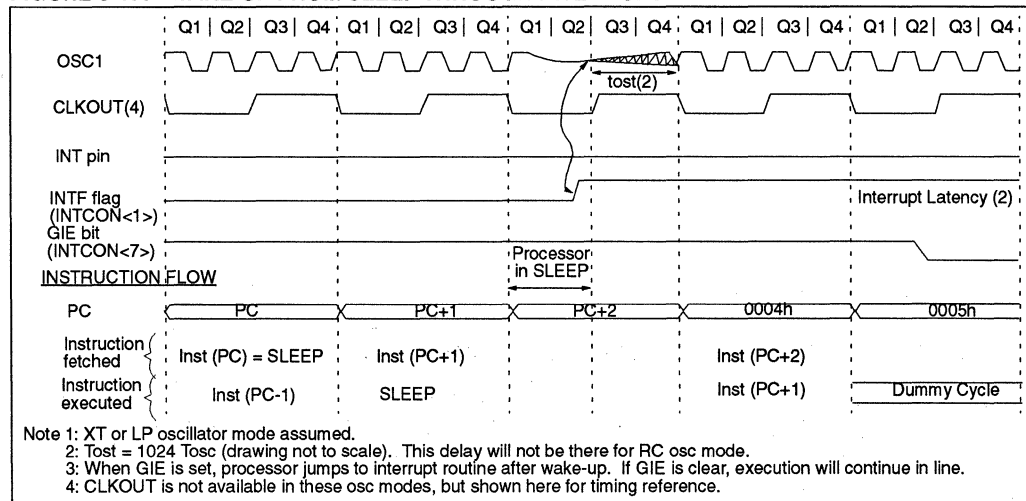 Q1 | Q2 | Q3 | Q4 Q1 | Q2 | Q3 | Q4 Q1 | Q2 | Q3 | Q4 Q1 | Q2 | Q3 | Q4 Q1 | Q2 | Q3 | Q4
OSC1
tost(2)
CLKOUT(4)
INT pin
INTF flag
(INTCON<1>)
Interrupt Latency (2)
GIE bit
(INTCON<7>)
Processor
in SLEEP
INSTRUCTION FLOW
PC PC PC+1 PC+2 0004h 0005h
Instruction
fetched
Inst (PC) = SLEEP Inst (PC+1) Inst (PC+2)
Instruction
executed
Inst (PC-1) SLEEP Inst (PC+1) Dummy Cycle
Note 1: XT or LP oscillator mode assumed.
2: Tost = 1024 Tosc (drawing not to scale). This delay will not be there for RC osc mode.
3: When GIE is set, processor jumps to interrupt routine after wake-up. If GIE is clear, execution will continue in line.
4: CLKOUT is not available in these osc modes, but shown here for timing reference.